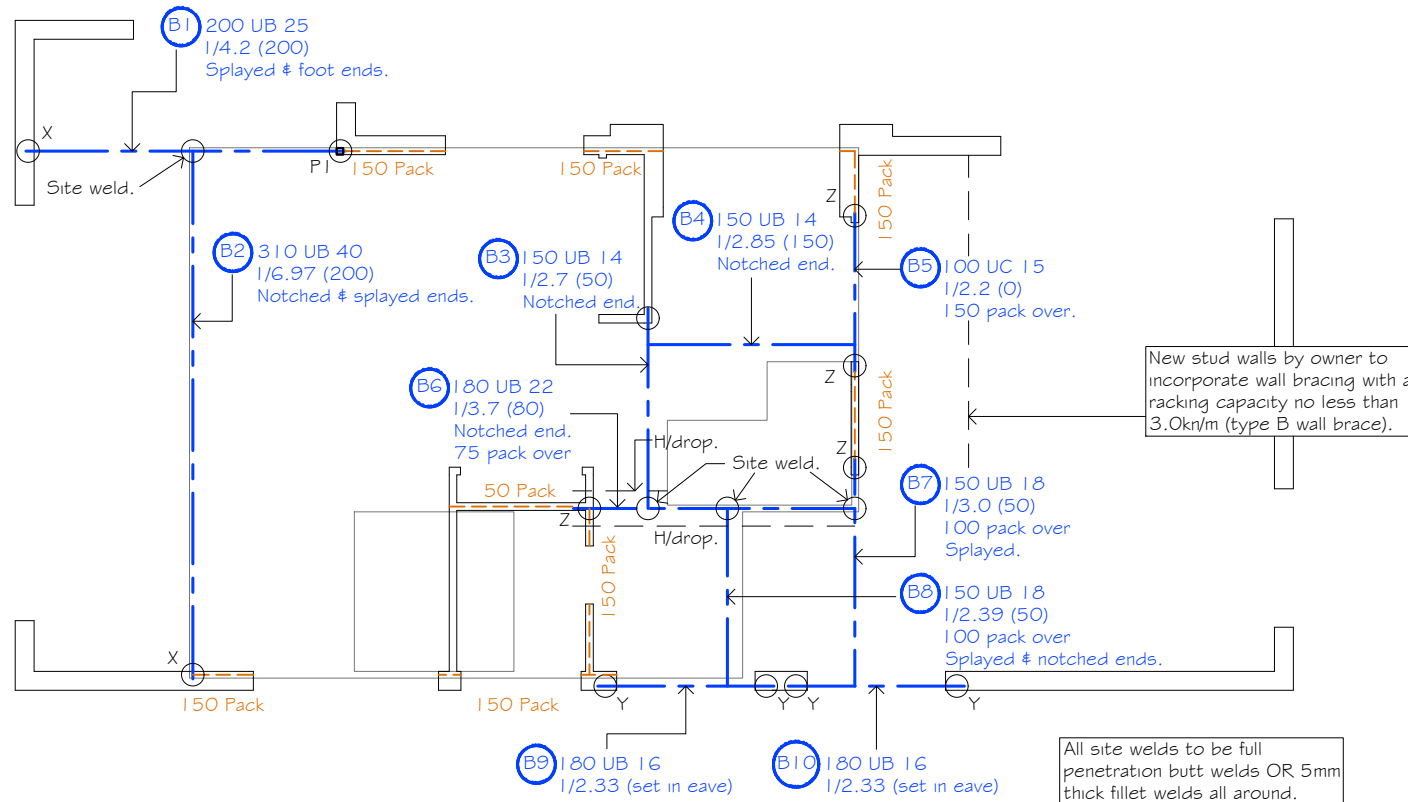 B1 200 UB 25
1/4.2 (200)
Splayed & foot ends.
X
Site weld.
P1
150 Pack
150 Pack
Z
150 Pack
B2 310 UB 40
1/6.97 (200)
Notched & splayed ends.
B3 150 UB 14
1/2.7 (50)
Notched end.
B4 150 UB 14
1/2.85 (150)
Notched end.
B5 100 UC 15
1/2.2 (0)
150 pack over.
New stud walls by owner to
incorporate wall bracing with a
racking capacity no less than
3.0kn/m (type B wall brace).
B6 180 UB 22
1/3.7 (80)
Notched end.
75 pack over
Z
150 Pack
H/drop.
Site weld.
Z
50 Pack
Z
H/drop.
150 Pack
B7 150 UB 18
1/3.0 (50)
100 pack over
Splayed.
B8 150 UB 18
1/2.39 (50)
100 pack over
Splayed & notched ends.
X
150 Pack
150 Pack
Y
Y
Y
Y
B9 180 UB 16
1/2.33 (set in eave)
B10 180 UB 16
1/2.33 (set in eave)
All site welds to be full
penetration butt welds OR 5mm
thick fillet welds all around.